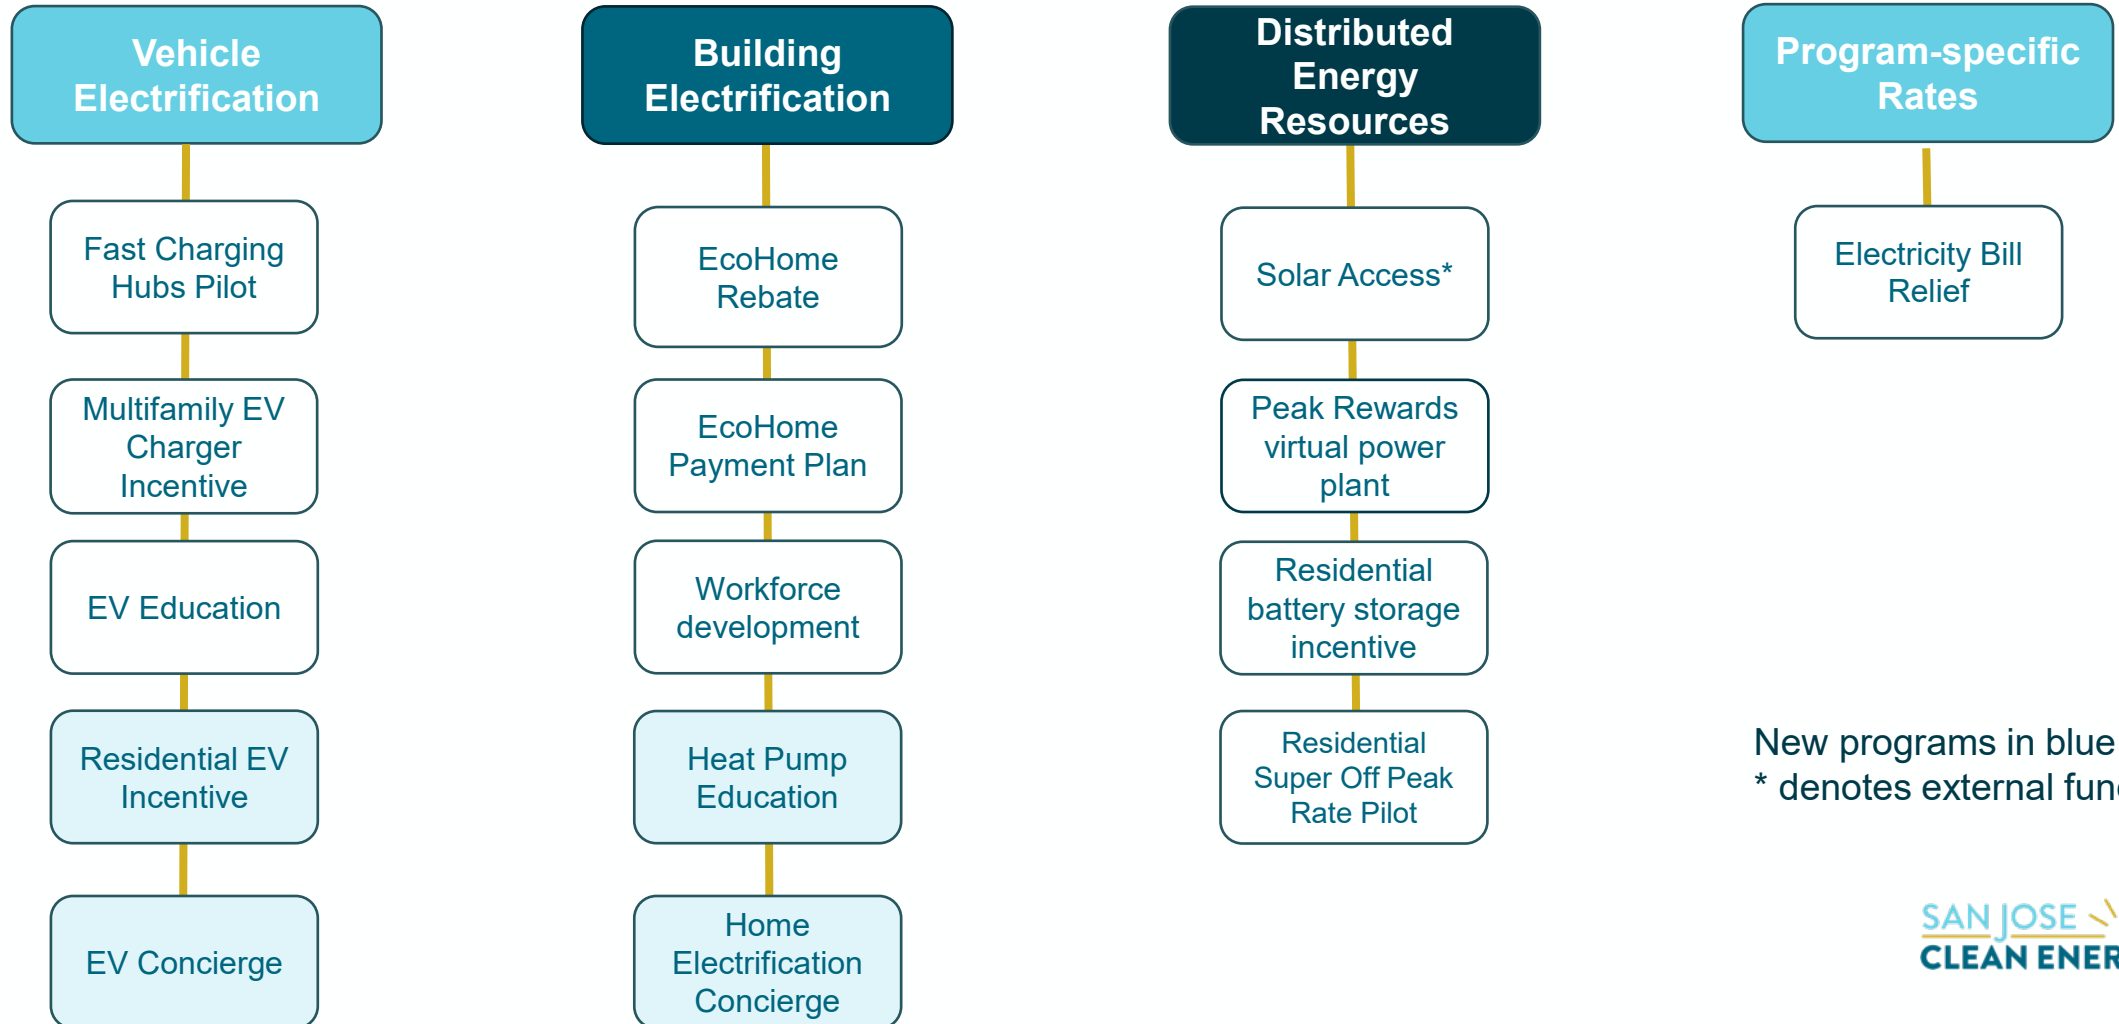 Vehicle
Electrification
Fast Charging
Hubs Pilot
Multifamily EV
Charger
Incentive
EV Education
Residential EV
Incentive
EV Concierge
Building
Electrification
EcoHome
Rebate
EcoHome
Payment Plan
Workforce
development
Heat Pump
Education
Home
Electrification
Concierge
Distributed
Energy
Resources
Solar Access*
Peak Rewards
virtual power
plant
Residential
battery storage
incentive
Residential
Super Off Peak
Rate Pilot
Program-specific
Rates
Electricity Bill
Relief
New programs in blue
* denotes external
SAN JOSE
CLEAN